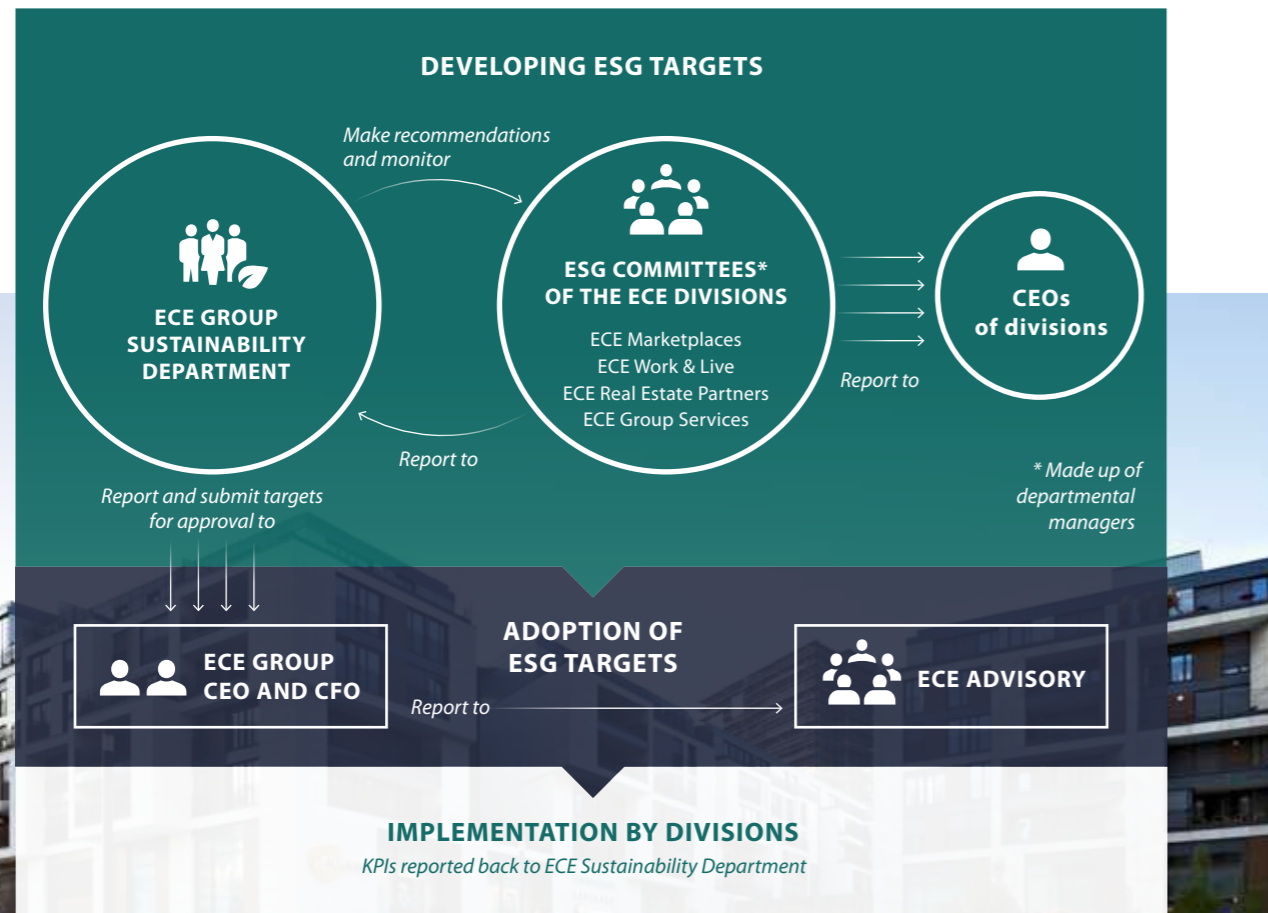 DEVELOPING ESG TARGETS
Make recommendations
and monitor
ECE GROUP
SUSTAINABILITY
DEPARTMENT
ESG COMMITTEES*
OF THE ECE DIVISIONS
ECE Marketplaces
ECE Work & Live
ECE Real Estate Partners
ECE Group Services
CEOs
of divisions
Report to
Report to
* Made up of
departmental
managers
Report and submit targets
for approval to
ECE GROUP
CEO AND CFO
ADOPTION OF
ESG TARGETS
Report to
ECE ADVISORY
IMPLEMENTATION BY DIVISIONS
KPIs reported back to ECE Sustainability Department